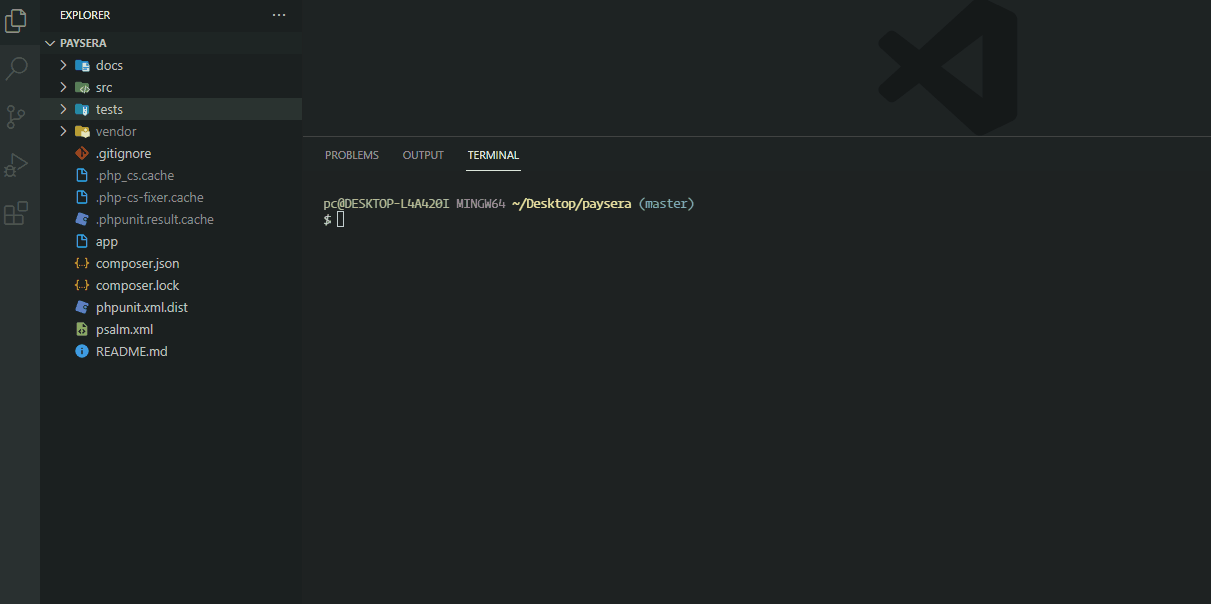 EXPLORER
PAYSERA
docs
src
tests
vendor
.gitignore
.php_cs.cache
.php-cs-fixer.cache
.phpunit.result.cache
app
composer.json
composer.lock
phpunit.xml.dist
psalm.xml
README.md
PROBLEMS OUTPUT TERMINAL
pc@DESKTOP-L4A420I MINGW64 ~/Desktop/paysera (master)
$